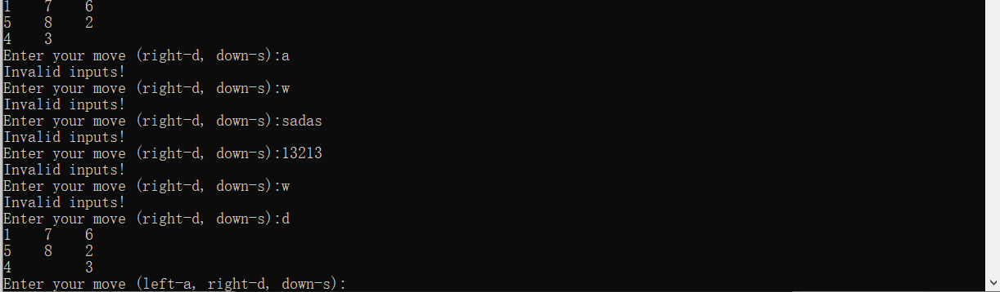 1    7    6
5    8    2
4    3
Enter your move (right-d, down-s):a
Invalid inputs!
Enter your move (right-d, down-s):w
Invalid inputs!
Enter your move (right-d, down-s):sadas
Invalid inputs!
Enter your move (right-d, down-s):13213
Invalid inputs!
Enter your move (right-d, down-s):w
Invalid inputs!
Enter your move (right-d, down-s):d
1    7    6
5    8    2
4         3
Enter your move (left-a, right-d, down-s):